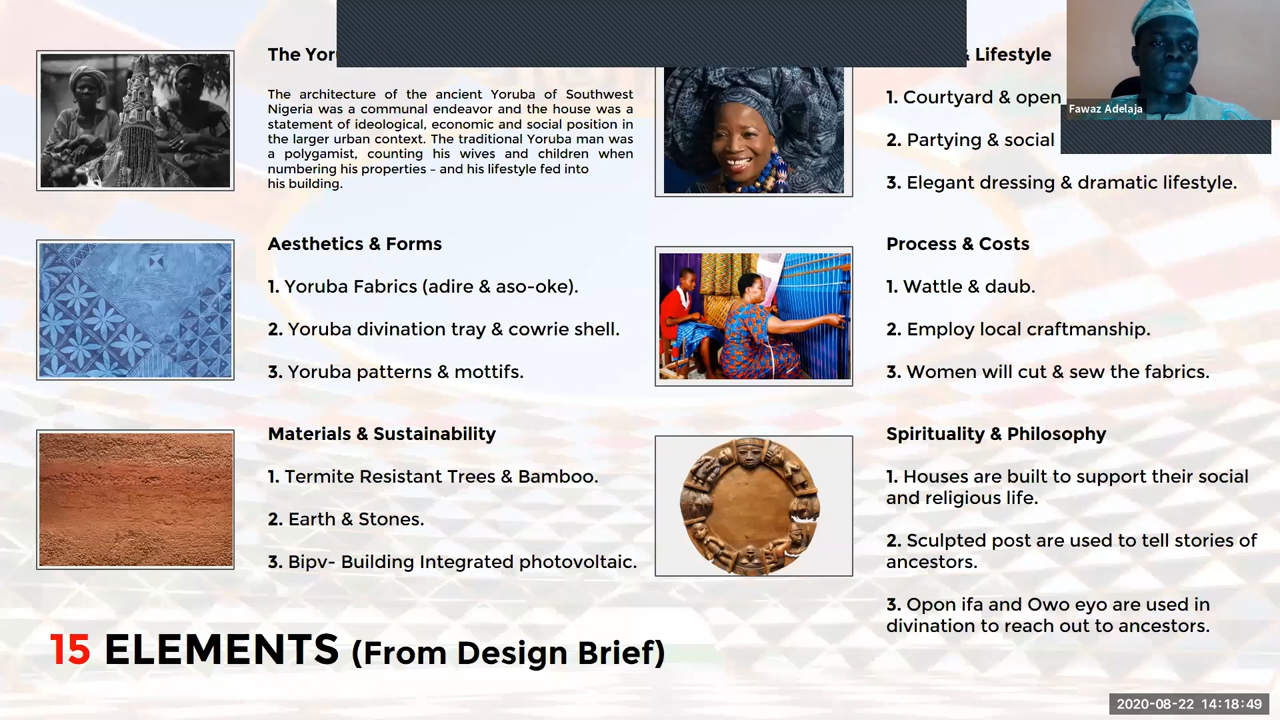 The Yor
The architecture of the ancient Yoruba of Southwest
Nigeria was a communal endeavor and the house was a
statement of ideological, economic and social position in
the larger urban context. The traditional Yoruba man was
a polygamist, counting his wives and children when
numbering his properties – and his lifestyle fed into
his building.
& Lifestyle
1. Courtyard & open
2. Partying & social
3. Elegant dressing & dramatic lifestyle.
Fawaz Adelaja
Aesthetics & Forms
1. Yoruba Fabrics (adire & aso-oke).
2. Yoruba divination tray & cowrie shell.
3. Yoruba patterns & mottifs.
Process & Costs
1. Wattle & daub.
2. Employ local craftmanship.
3. Women will cut & sew the fabrics.
Materials & Sustainability
1. Termite Resistant Trees & Bamboo.
2. Earth & Stones.
3. Bipv- Building Integrated photovoltaic.
Spirituality & Philosophy
1. Houses are built to support their social
and religious life.
2. Sculpted post are used to tell stories of
ancestors.
3. Opon ifa and Owo eyo are used in
divination to reach out to ancestors.
15 ELEMENTS (From Design Brief)
2020-08-22 14:18:49